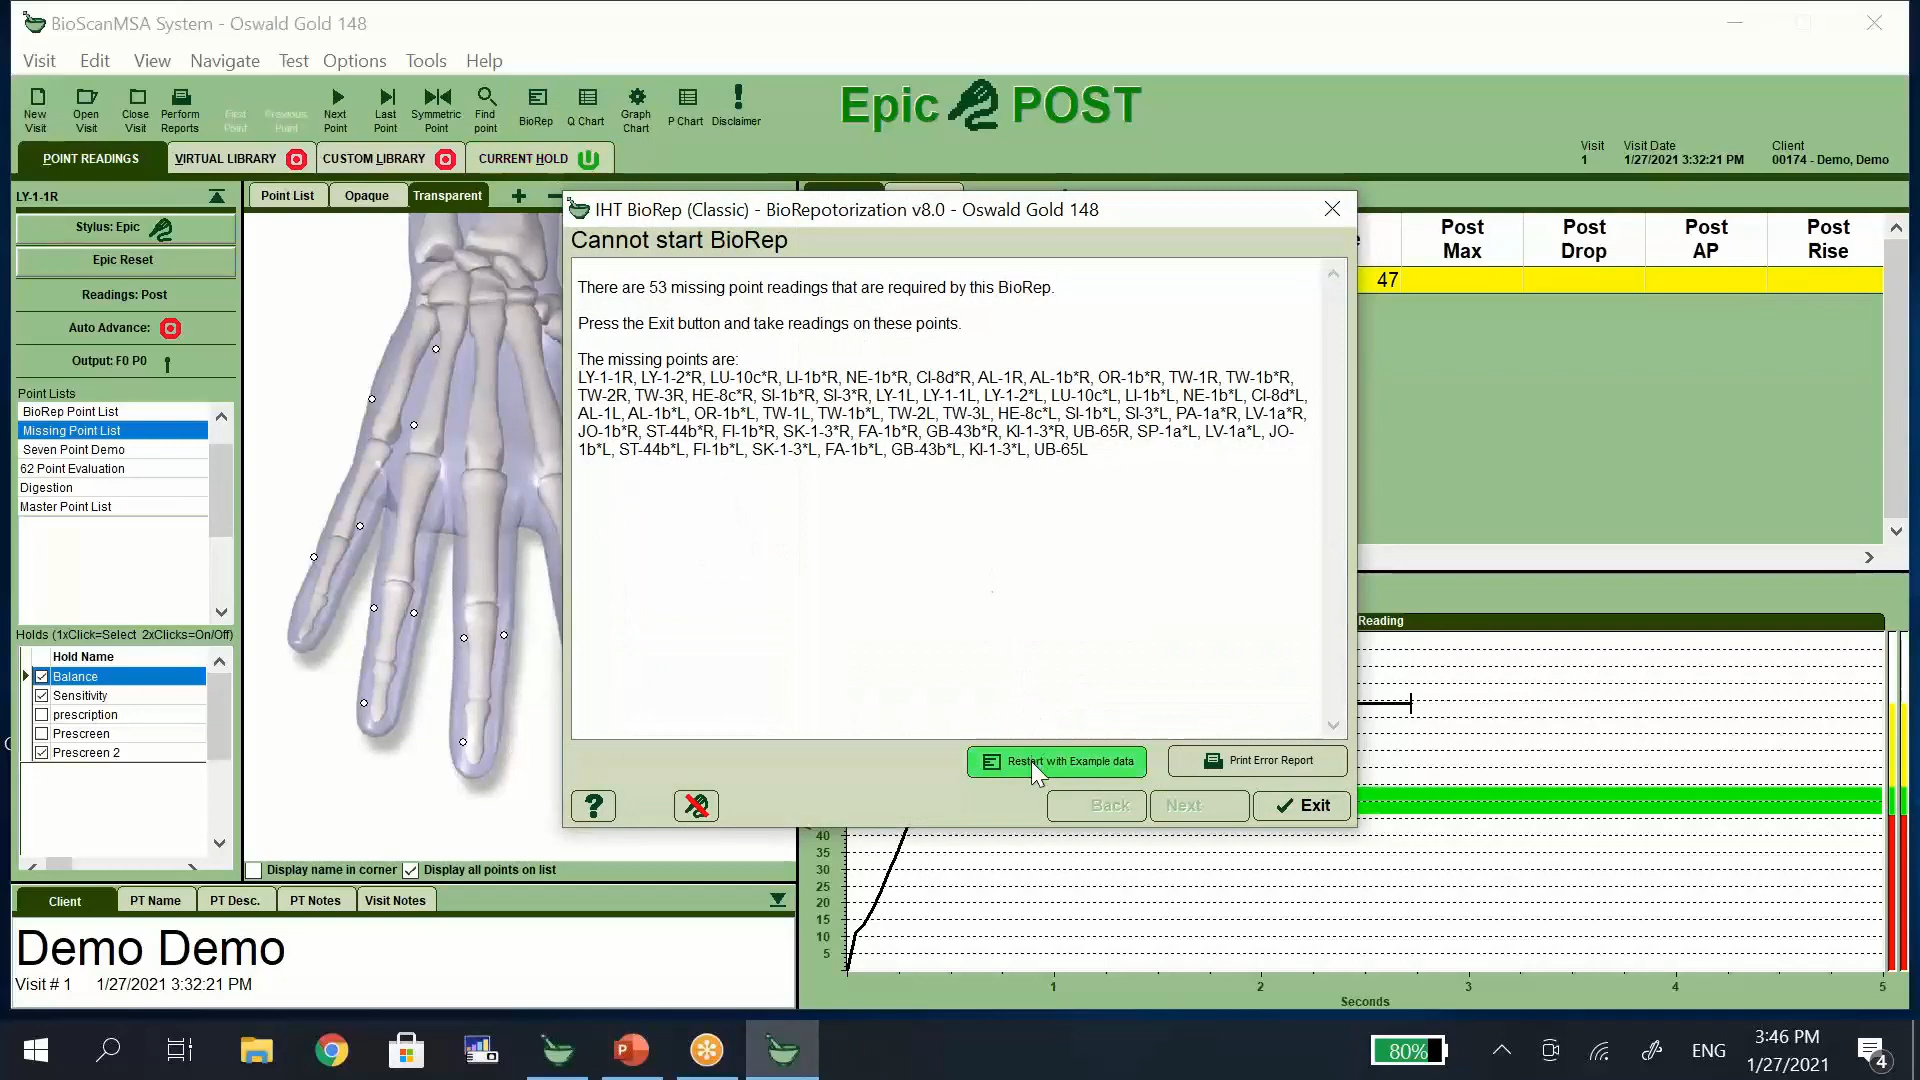 BioScanMSA System - Oswald Gold 148
Visit Edit View Navigate Test Options Tools Help
New Visit
Open Visit
Close Visit
Perform Reports
First Point
Previous Point
Next Point
Last Point
Symmetric Point
Find point
BioRep
Q Chart
Graph Chart
P Chart
Disclaimer
Epic POST
POINT READINGS
VIRTUAL LIBRARY
CUSTOM LIBRARY
CURRENT HOLD
Visit
1
Visit Date
1/27/2021 3:32:21 PM
Client
00174 - Demo, Demo
LY-1-1R
Stylus: Epic
Epic Reset
Readings: Post
Auto Advance:
Output: F0 P0
Point Lists
BioRep Point List
Missing Point List
Seven Point Demo
62 Point Evaluation
Digestion
Master Point List
Holds (1xClick=Select 2xClicks=On/Off)
Hold Name
Balance
Sensitivity
prescription
Prescreen
Prescreen 2
Point List
Opaque
Transparent
IHT BioRep (Classic) - BioRepotorization v8.0 - Oswald Gold 148
Cannot start BioRep
There are 53 missing point readings that are required by this BioRep.
Press the Exit button and take readings on these points.
The missing points are:
LY-1-1R, LY-1-2*R, LU-10c*R, LI-1b*R, NE-1b*R, CI-8d*R, AL-1R, AL-1b*R, OR-1b*R, TW-1R, TW-1b*R,
TW-2R, TW-3R, HE-8c*R, SI-1b*R, SI-3*R, LY-1L, LY-1-1L, LY-1-2*L, LU-10c*L, LI-1b*L, NE-1b*L, CI-8d*L,
AL-1L, AL-1b*L, OR-1b*L, TW-1L, TW-1b*L, TW-2L, TW-3L, HE-8c*L, SI-1b*L, SI-3*L, PA-1a*R, LV-1a*R,
JO-1b*R, ST-44b*R, FI-1b*R, SK-1-3*R, FA-1b*R, GB-43b*R, KI-1-3*R, UB-65R, SP-1a*L, LV-1a*L, JO-
1b*L, ST-44b*L, FI-1b*L, SK-1-3*L, FA-1b*L, GB-43b*L, KI-1-3*L, UB-65L
Restart with Example data
Print Error Report
Back
Next
Exit
Post Max
Post Drop
Post AP
Post Rise
47
Reading
40
35
30
25
20
15
10
5
1 2 3 4 5
Seconds
Display name in corner
Display all points on list
Client
PT Name
PT Desc.
PT Notes
Visit Notes
Demo Demo
Visit # 1 1/27/2021 3:32:21 PM
80%
ENG
3:46 PM
1/27/2021
4